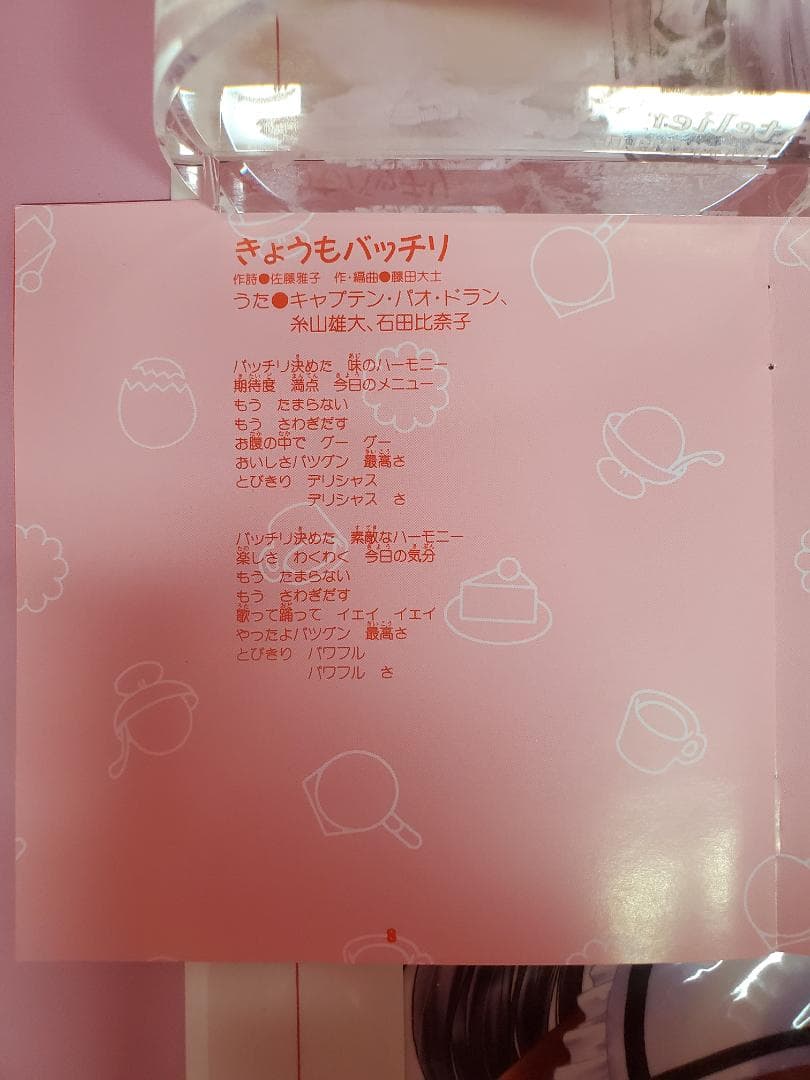 きょうもバッチリ
作詩●佐藤雅子 作・編曲●藤田大士
うた●キャプテン・パオ・ドラン、
糸山雄大、石田比奈子
バッチリ決めた 味のハーモニー
期待度 満点 今日のメニュー
もう たまらない
もう さわぎだす
お腹の中で グー グー
おいしさバツグン 最高さ
とびきり デリシャス
デリシャス さ
バッチリ決めた 素敵なハーモニー
楽しさ わくわく 今日の気分
もう たまらない
もう さわぎだす
歌って踊って イェイ イェイ
やったよバツグン 最高さ
とびきり パワフル
パワフル さ
8